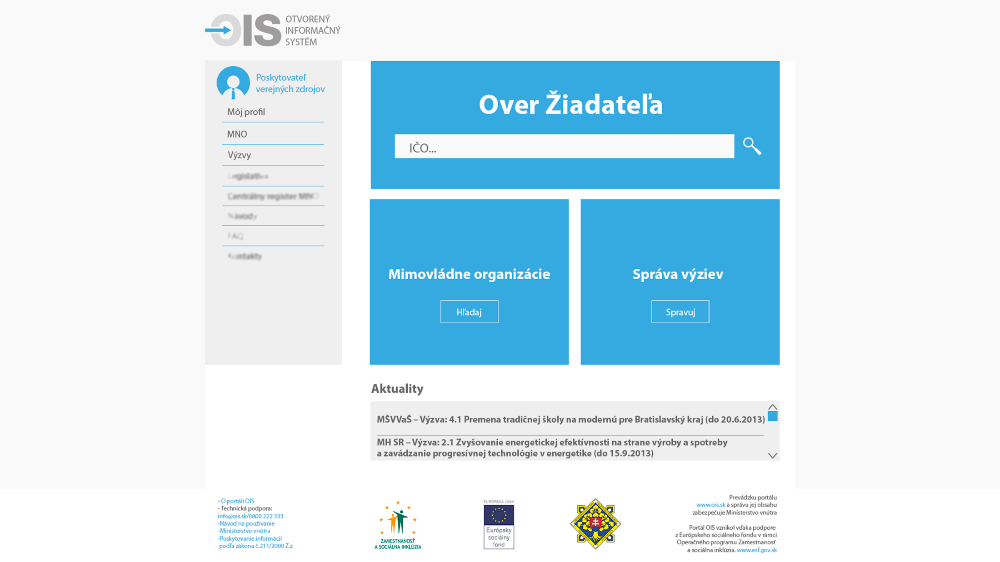 OIS
OTVORENÝ
INFORMAČNÝ
SYSTÉM
Poskytovateľ
verejných zdrojov
Môj profil
MNO
Výzvy
Centrálny register MNO
Kontakty
Over Žiadateľa
IČO...
Mimovládne organizácie
Hľadaj
Správa výziev
Spravuj
Aktuality
MŠVVaŠ – Výzva: 4.1 Premena tradičnej školy na modernú pre Bratislavský kraj (do 20.6.2013)
MH SR – Výzva: 2.1 Zvyšovanie energetickej efektívnosti na strane výroby a spotreby
a zavádzanie progresívnej technológie v energetike (do 15.9.2013)
- O portáli OIS
- Technická podpora:
info@ois.sk/0800 222 333
-Návod na používanie
-Ministerstvo vnútra
-Poskytovanie informácií
podľa zákona č.211/2000 Z.z
ZAMESTNANOSŤ
A SOCIÁLNA INKLÚZIA
EURÓPSKA ÚNIA
Európsky
sociálny
fond
Prevádzku portálu
www.ois.sk a správu jej obsahu
zabezpečuje Ministerstvo vnútra
Portál OIS vznikol vďaka podpore
z Európskeho sociálneho fondu v rámci
Operačného programu Zamestnanosť
a sociálna inklúzia. www.esf.gov.sk